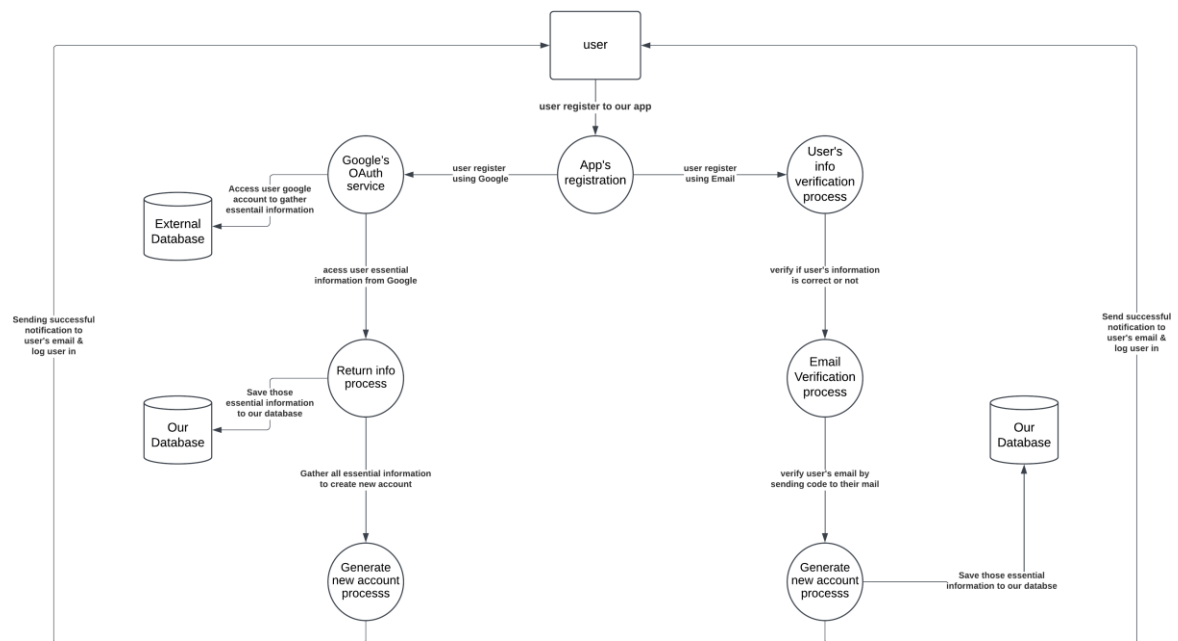 user
user register to our app
Google's
OAuth
service
user register
using Google
App's
registration
user register
using Email
User's
info
verification
process
Access user google
account to gather
essentail information
External
Database
acess user essential
information from Google
verify if user's information
is correct or not
Sending successful
notification to
user's email &
log user in
Send successful
notification to
user's email &
log user in
Return info
process
Email
Verification
process
Save those
essential information
to our database
Our
Database
Our
Database
Gather all essential information
to create new account
verify user's email by
sending code to their mail
Generate
new account
processs
Generate
new account
processs
Save those essential
information to our databse